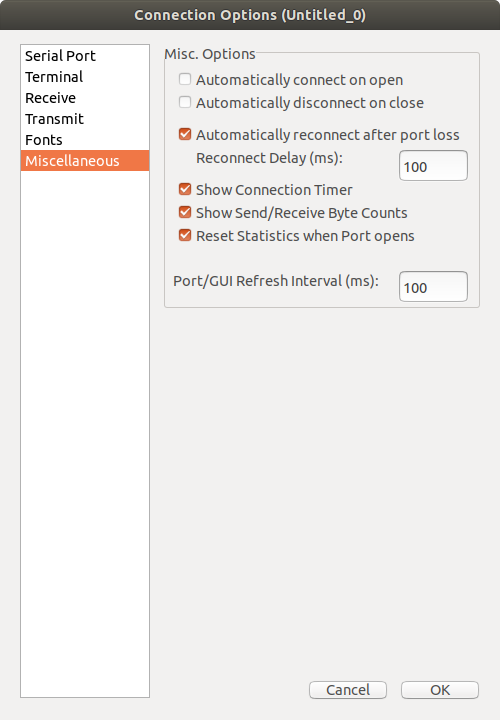 Connection Options (Untitled_0)
Serial Port
Terminal
Receive
Transmit
Fonts
Miscellaneous
Misc. Options
Automatically connect on open
Automatically disconnect on close
Automatically reconnect after port loss
Reconnect Delay (ms): 100
Show Connection Timer
Show Send/Receive Byte Counts
Reset Statistics when Port opens
Port/GUI Refresh Interval (ms): 100
Cancel OK